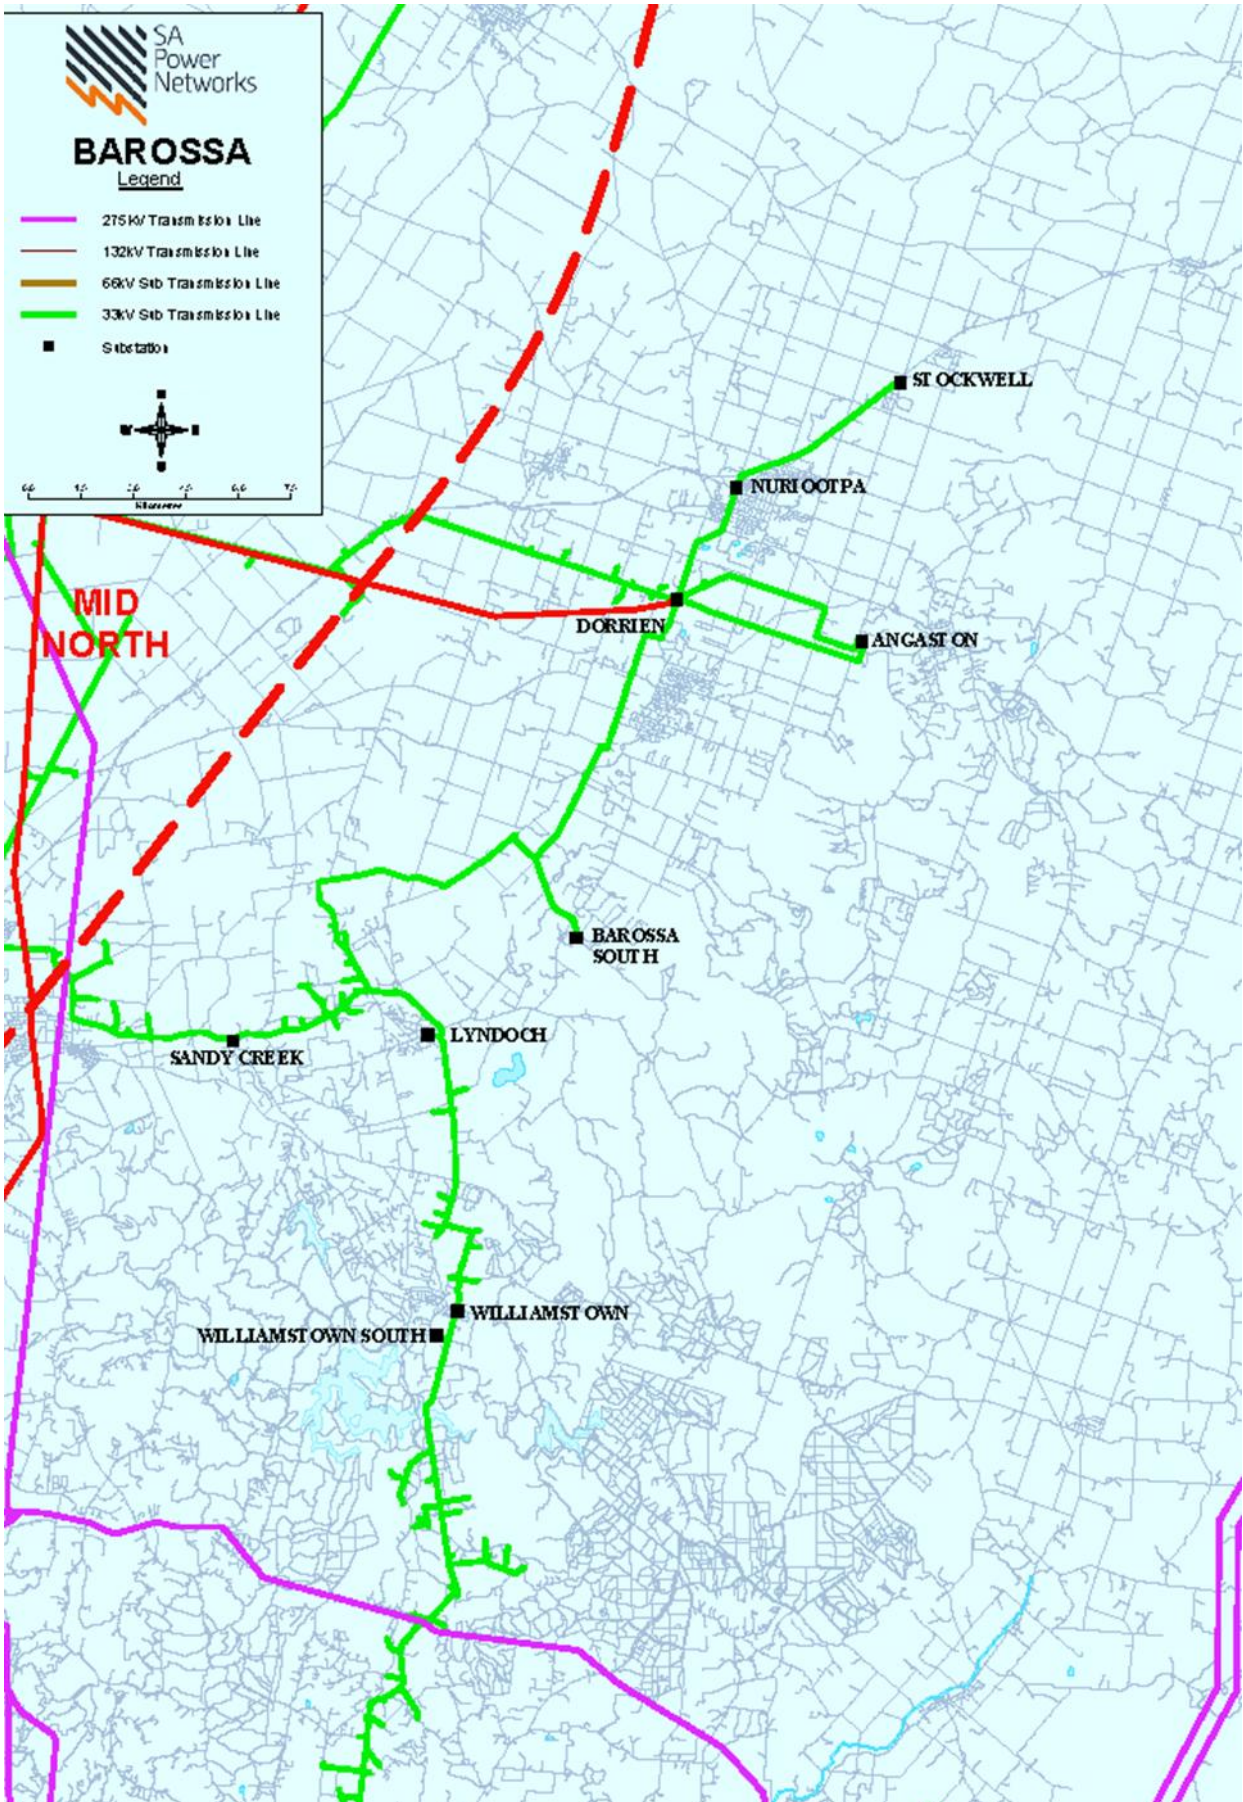 SA
Power
Networks
BAROSSA
Legend
275kV Transmission Line
132kV Transmission Line
66kV Sub Transmission Line
33kV Sub Transmission Line
Substation
Kilometres
STOCKWELL
NURIOOTPA
MID
NORTH
DORRIEN
ANGASTON
BAROSSA
SOUTH
LYNDOCH
SANDY CREEK
WILLIAMSTOWN
WILLIAMSTOWN SOUTH